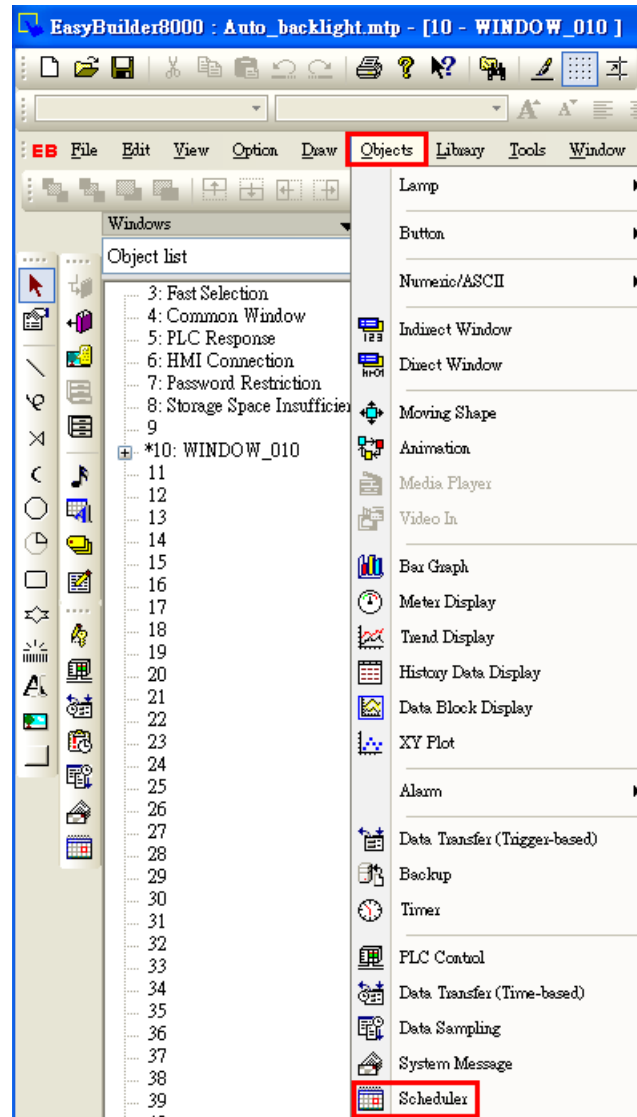 EasyBuilder8000 : Auto_backlight.mtp - [10 - WINDOW_010 ]
EB File Edit View Option Draw Objects Library Tools Window
Windows
Object list
3: Fast Selection
4: Common Window
5: PLC Response
6: HMI Connection
7: Password Restriction
8: Storage Space Insufficien
9
*10: WINDOW_010
11
12
13
14
15
16
17
18
19
20
21
22
23
24
25
26
27
28
29
30
31
32
33
34
35
36
37
38
39
Lamp
Button
Numeric/ASCII
Indirect Window
Direct Window
Moving Shape
Animation
Media Player
Video In
Bar Graph
Meter Display
Trend Display
History Data Display
Data Block Display
XY Plot
Alarm
Data Transfer (Trigger-based)
Backup
Timer
PLC Control
Data Transfer (Time-based)
Data Sampling
System Message
Scheduler